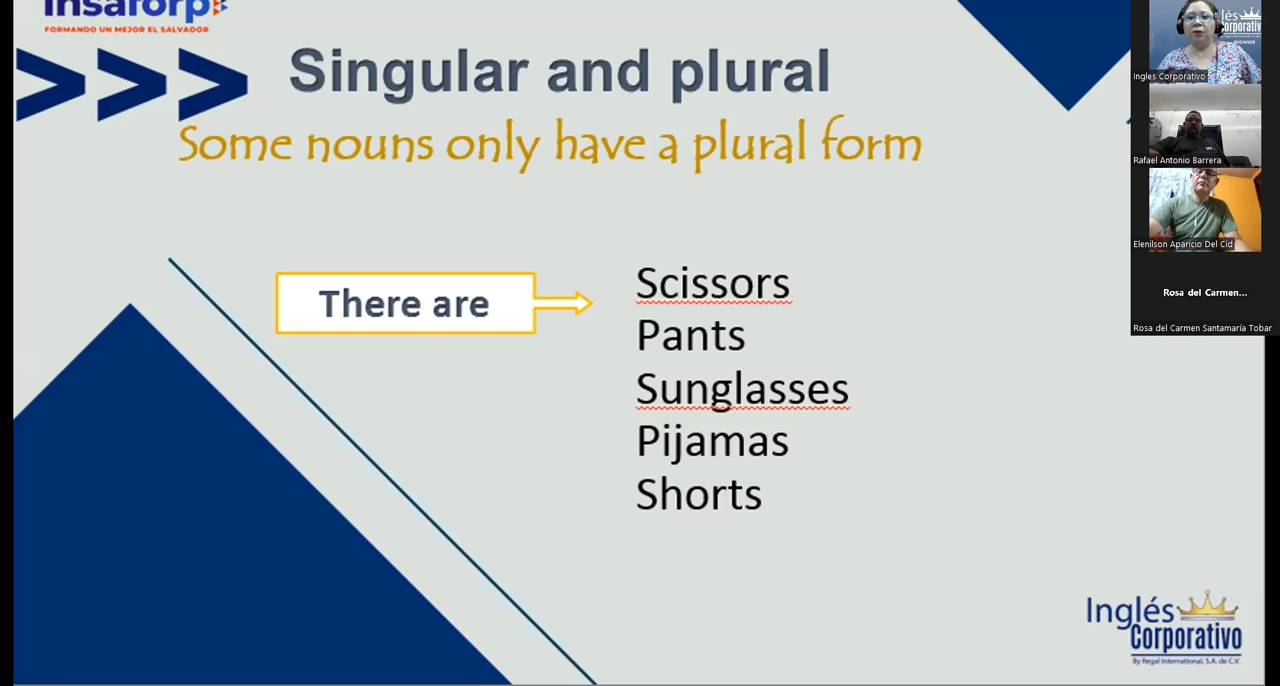 Insaforp
FORMANDO UN MEJOR EL SALVADOR
Singular and plural
Some nouns only have a plural form
There are
Scissors
Pants
Sunglasses
Pijamas
Shorts
Inglés
Corporativo
By Regal International, S.A. de C.V.
Ingles Corporativo
Rafael Antonio Barrera
Elenilson Aparicio Del Cid
Rosa del Carmen...
Rosa del Carmen Santamaría Tobar